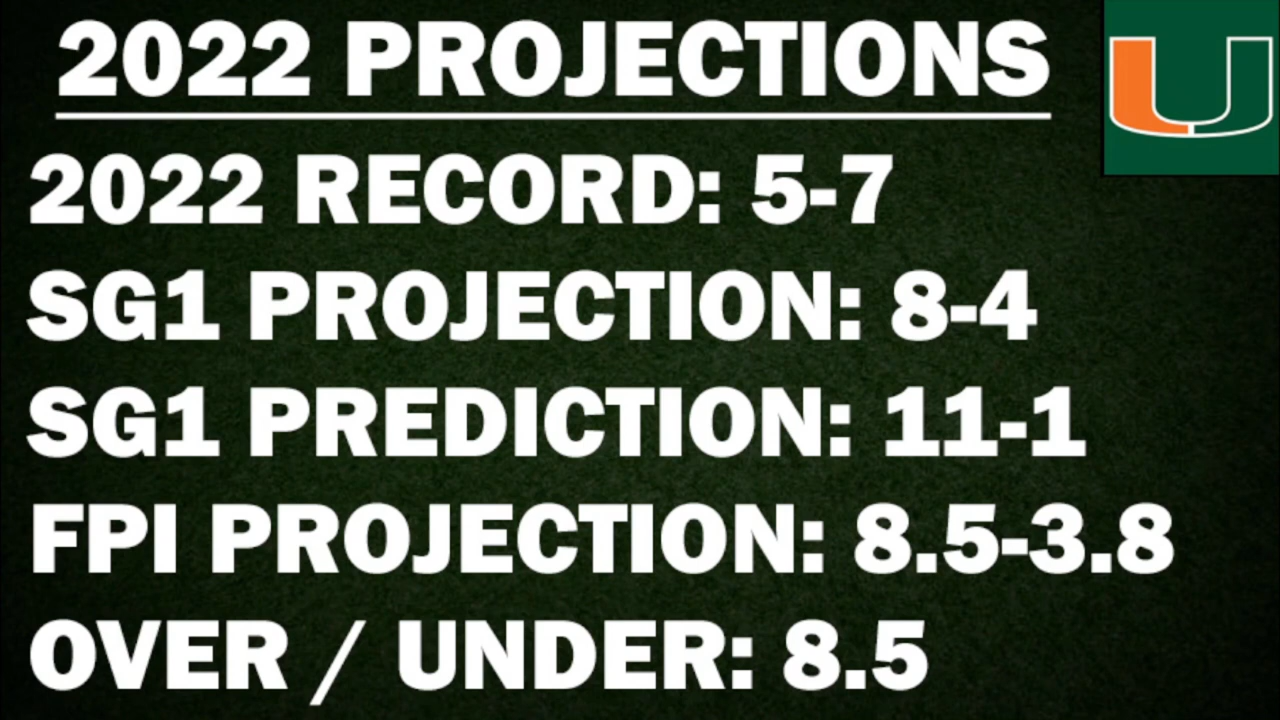 2022 PROJECTIONS
2022 RECORD: 5-7
SG1 PROJECTION: 8-4
SG1 PREDICTION: 11-1
FPI PROJECTION: 8.5-3.8
OVER / UNDER: 8.5